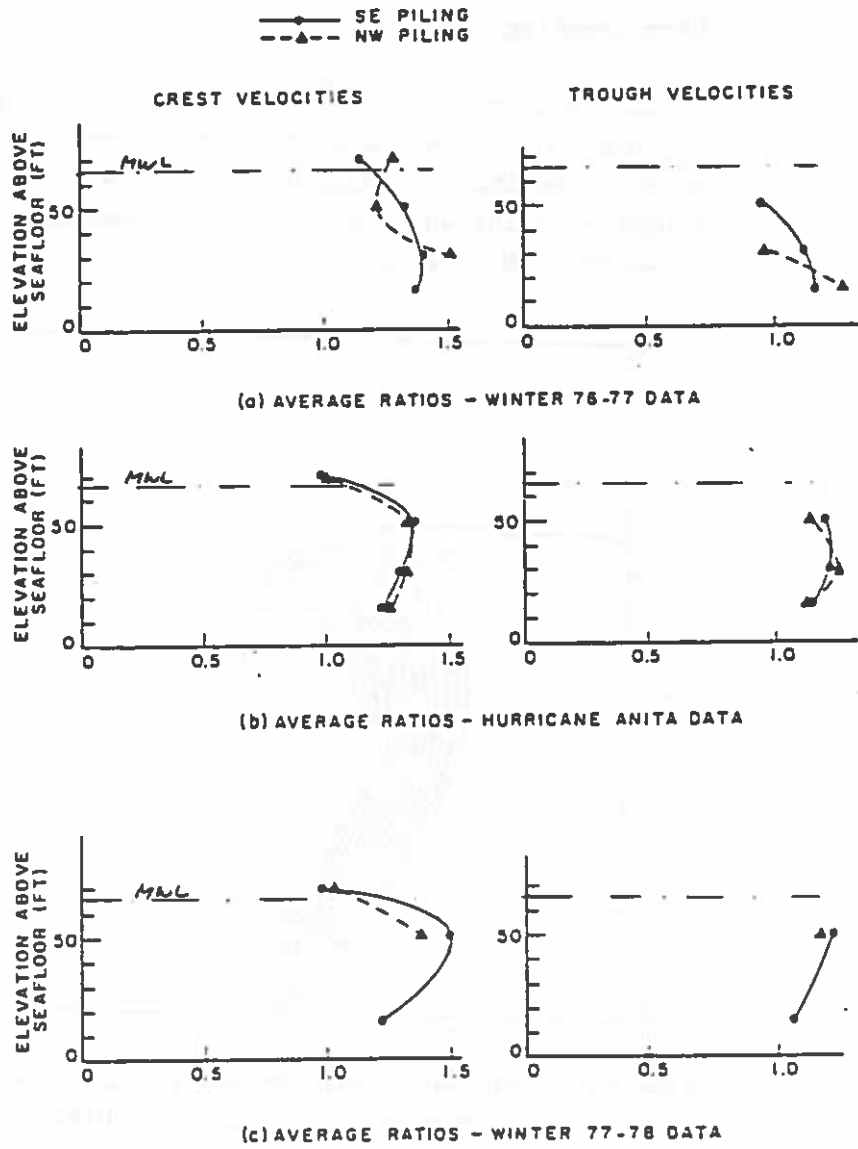 SE PILING
NW PILING
CREST VELOCITIES
TROUGH VELOCITIES
ELEVATION ABOVE
SEAFLOOR (FT)
MWL
50
0
0 0.5 1.0 1.5
50
0
0 0.5 1.0
(a) AVERAGE RATIOS - WINTER 76-77 DATA
ELEVATION ABOVE
SEAFLOOR (FT)
MWL
50
0
0 0.5 1.0 1.5
50
0
0 0.5 1.0
(b) AVERAGE RATIOS - HURRICANE ANITA DATA
ELEVATION ABOVE
SEAFLOOR (FT)
MWL
50
0
0 0.5 1.0 1.5
50
0
0 0.5 1.0
(c) AVERAGE RATIOS - WINTER 77-78 DATA